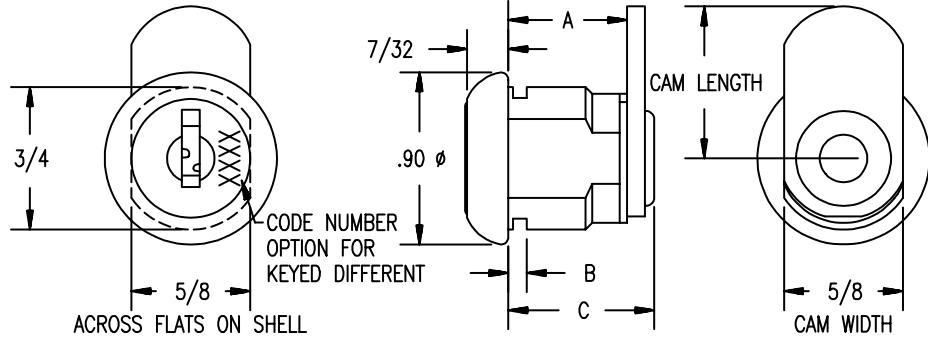 A
7/32
CAM LENGTH
3/4
.90 ø
XXXX
CODE NUMBER
OPTION FOR
KEYED DIFFERENT
B
5/8
C
5/8
ACROSS FLATS ON SHELL
CAM WIDTH